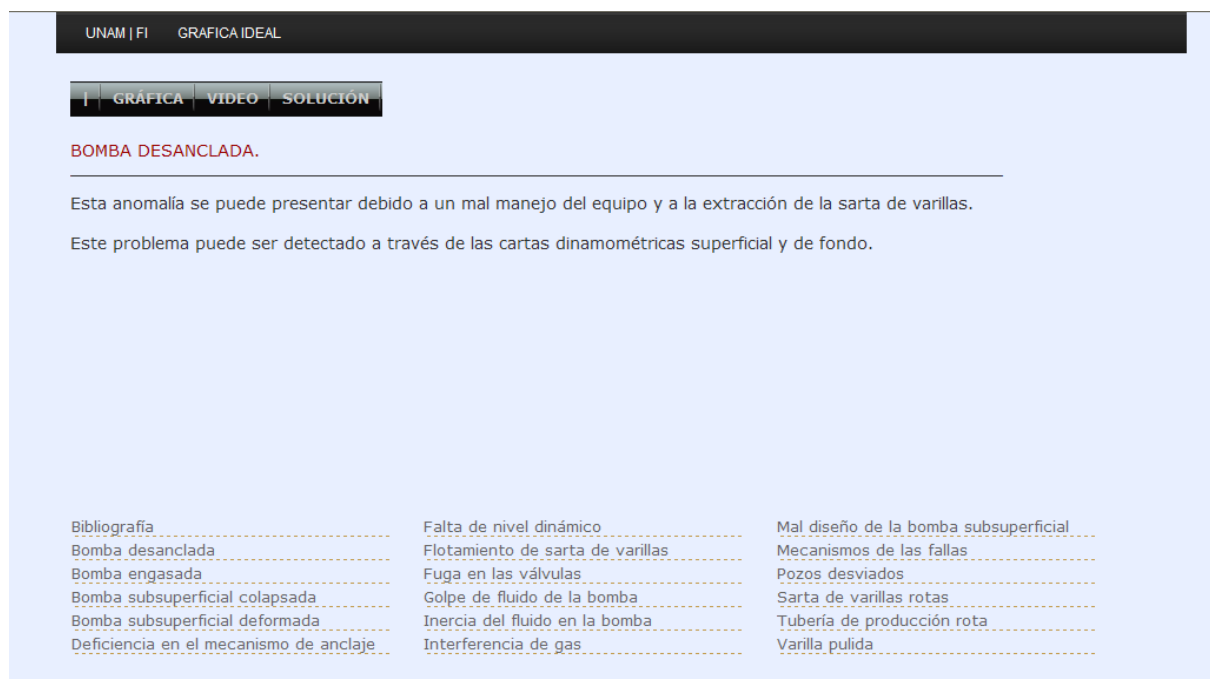 UNAM | FI GRAFICA IDEAL
| GRÁFICA VIDEO SOLUCIÓN
BOMBA DESANCLADA.
Esta anomalía se puede presentar debido a un mal manejo del equipo y a la extracción de la sarta de varillas.
Este problema puede ser detectado a través de las cartas dinamométricas superficial y de fondo.
Bibliografía
Bomba desanclada
Bomba engasada
Bomba subsuperficial colapsada
Bomba subsuperficial deformada
Deficiencia en el mecanismo de anclaje
Falta de nivel dinámico
Flotamiento de sarta de varillas
Fuga en las válvulas
Golpe de fluido de la bomba
Inercia del fluido en la bomba
Interferencia de gas
Mal diseño de la bomba subsuperficial
Mecanismos de las fallas
Pozos desviados
Sarta de varillas rotas
Tubería de producción rota
Varilla pulida